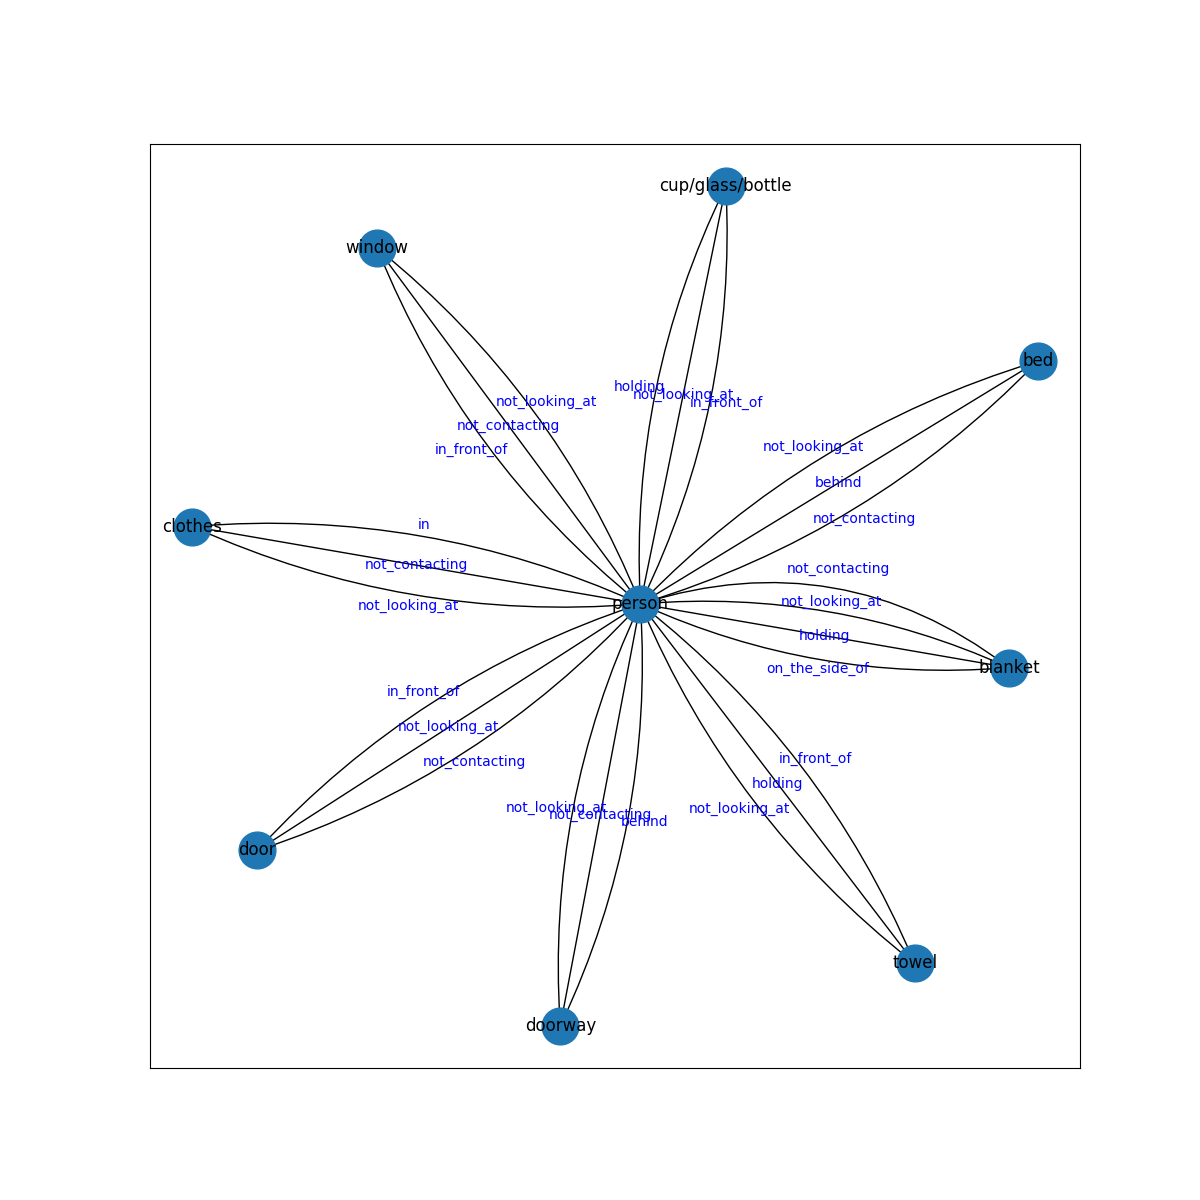 cup/glass/bottle
window
bed
holding
not_looking_at
in_front_of
not_looking_at
not_contacting
in_front_of
not_looking_at
behind
not_contacting
clothes
in
not_contacting
not_looking_at
person
not_contacting
not_looking_at
holding
on_the_side_of
blanket
in_front_of
not_looking_at
not_contacting
in_front_of
holding
not_looking_at
not_looking_at
not_contacting
behind
door
towel
doorway